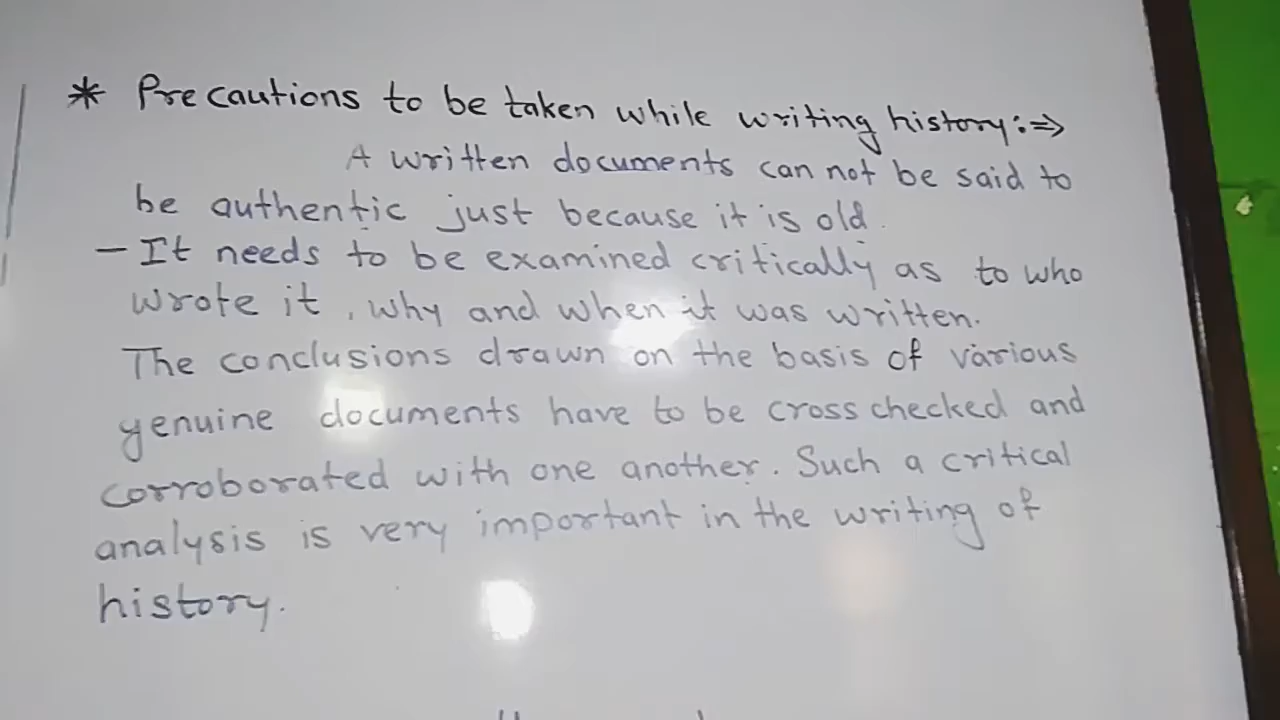 * Precautions to be taken while writing history:⇒
A written documents can not be said to
be authentic just because it is old.
- It needs to be examined critically as to who
wrote it, why and when it was written.
The conclusions drawn on the basis of various
genuine documents have to be cross checked and
corroborated with one another. Such a critical
analysis is very important in the writing of
history.